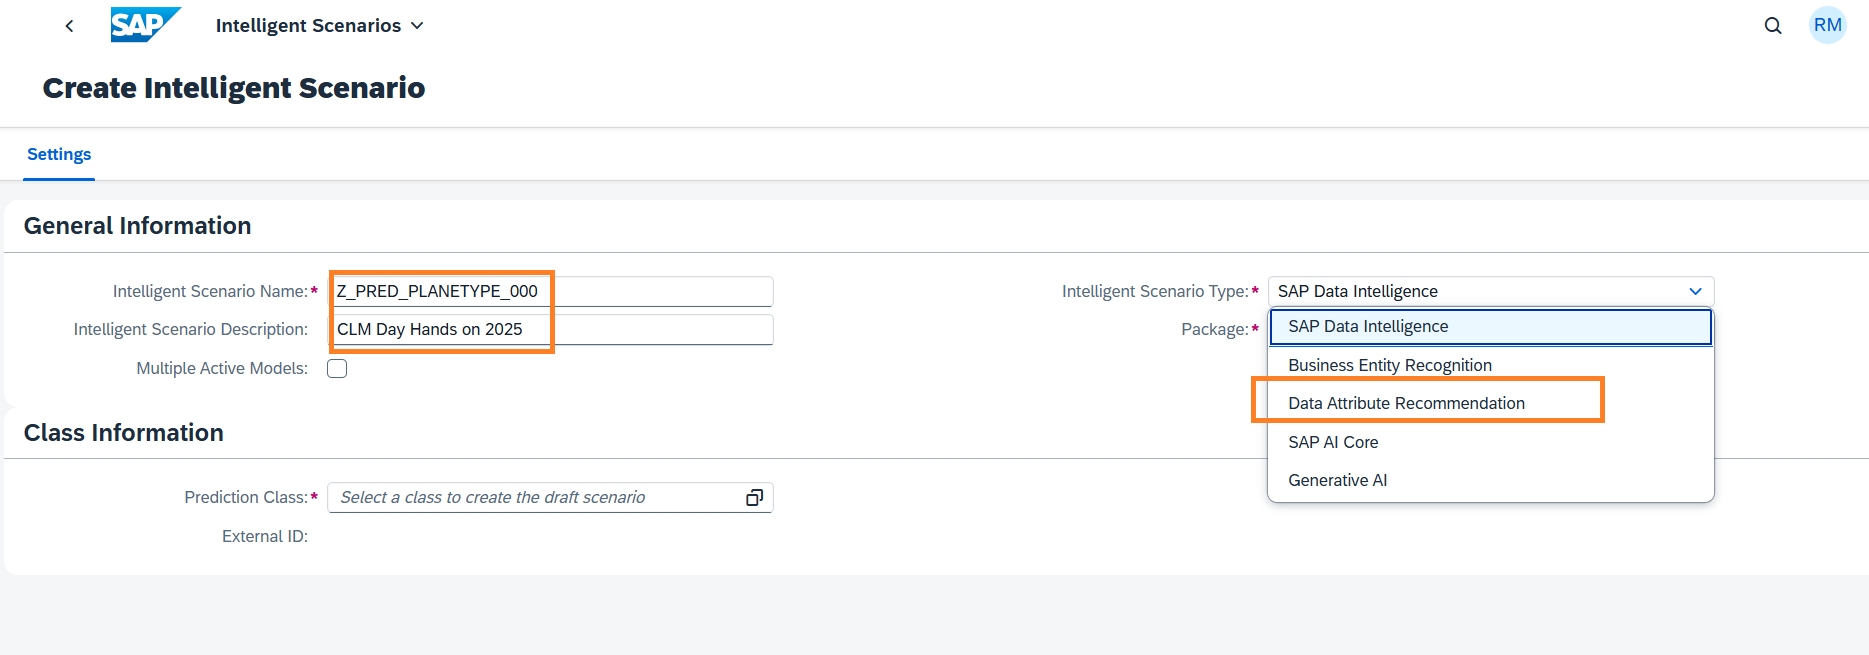 SAP
Intelligent Scenarios
RM
Create Intelligent Scenario
Settings
General Information
Intelligent Scenario Name:*
Z_PRED_PLANETYPE_000
Intelligent Scenario Description:
CLM Day Hands on 2025
Multiple Active Models:
Intelligent Scenario Type:*
SAP Data Intelligence
Package:*
SAP Data Intelligence
Business Entity Recognition
Data Attribute Recommendation
SAP AI Core
Generative AI
Class Information
Prediction Class:*
Select a class to create the draft scenario
External ID: